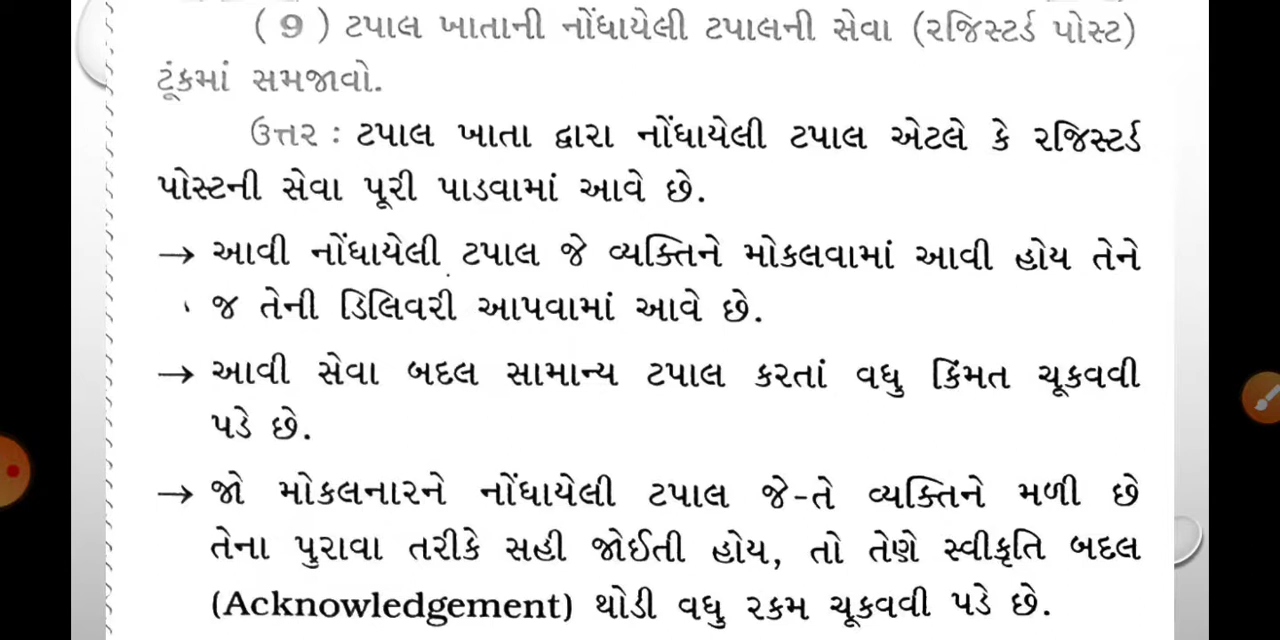 ( 9 ) ટપાલ ખાતાની નોંધાયેલી ટપાલની સેવા (રજિસ્ટર્ડ પોસ્ટ)
ટૂંકમાં સમજાવો.
ઉત્તર : ટપાલ ખાતા દ્વારા નોંધાયેલી ટપાલ એટલે કે રજિસ્ટર્ડ
પોસ્ટની સેવા પૂરી પાડવામાં આવે છે.
→ આવી નોંધાયેલી ટપાલ જે વ્યક્તિને મોકલવામાં આવી હોય તેને
જ તેની ડિલિવરી આપવામાં આવે છે.
→ આવી સેવા બદલ સામાન્ય ટપાલ કરતાં વધુ કિંમત ચૂકવવી
પડે છે.
→ જો મોકલનારને નોંધાયેલી ટપાલ જે-તે વ્યક્તિને મળી છે
તેના પુરાવા તરીકે સહી જોઈતી હોય, તો તેણે સ્વીકૃતિ બદલ
(Acknowledgement) થોડી વધુ રકમ ચૂકવવી પડે છે.